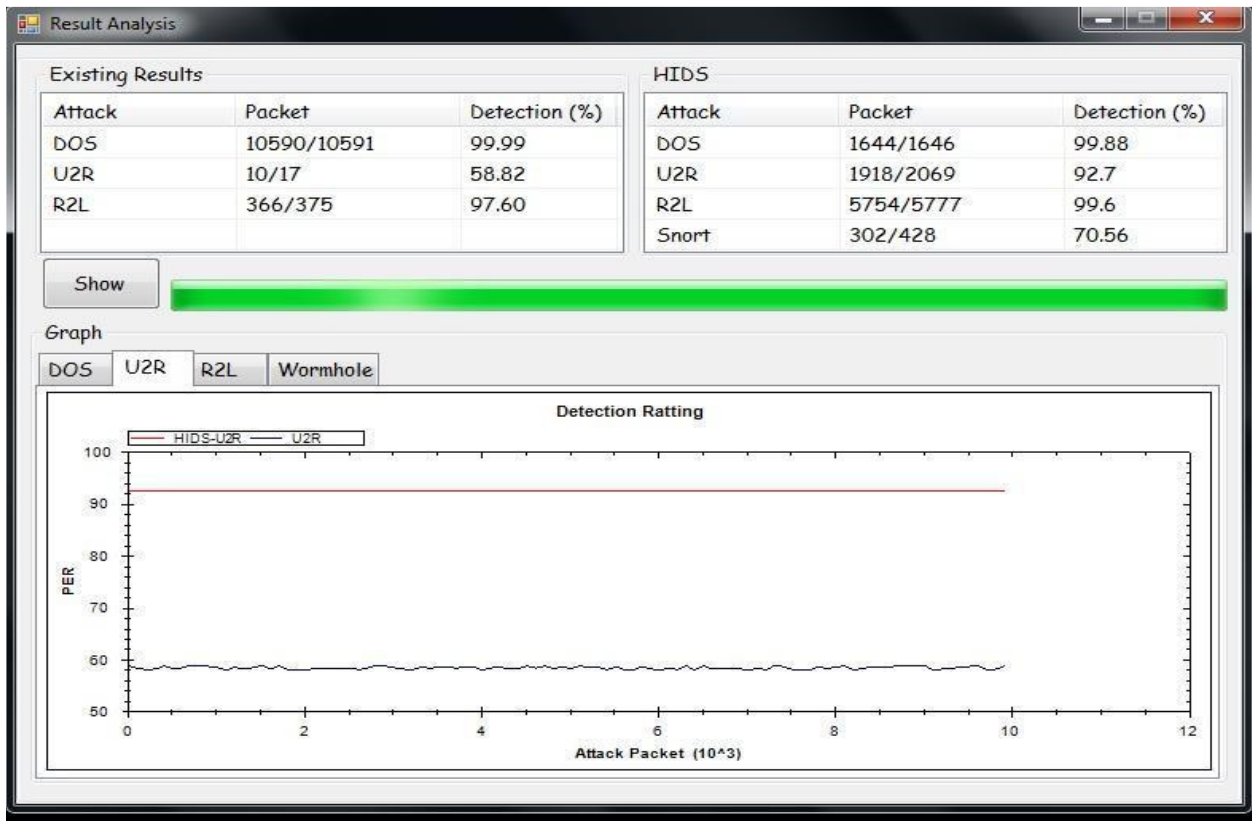 Result Analysis
Existing Results
Attack Packet Detection (%)
DOS 10590/10591 99.99
U2R 10/17 58.82
R2L 366/375 97.60
HIDS
Attack Packet Detection (%)
DOS 1644/1646 99.88
U2R 1918/2069 92.7
R2L 5754/5777 99.6
Snort 302/428 70.56
Show
Graph
DOS U2R R2L Wormhole
Detection Ratting
HIDS-U2R U2R
100
90
80
70
60
50
PER
0 2 4 6 8 10 12
Attack Packet (10^3)